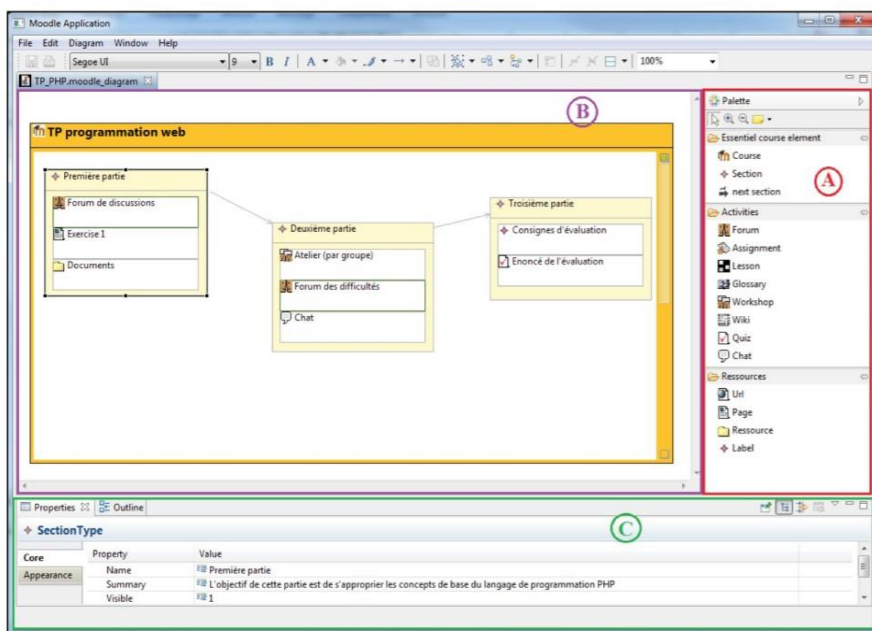 Moodle Application
File Edit Diagram Window Help
Segoe UI 9 B I A 100%
TP_PHP.moodle_diagram
B
TP programmation web
Première partie
Forum de discussions
Exercise 1
Documents
Deuxième partie
Atelier (par groupe)
Forum des difficultés
Chat
Troisième partie
Consignes d'évaluation
Enoncé de l'évaluation
Palette
Essentiel course element
Course
Section
next section
A
Activities
Forum
Assignment
Lesson
Glossary
Workshop
Wiki
Quiz
Chat
Ressources
Url
Page
Ressource
Label
Properties Outline
C
SectionType
Core
Appearance
Property Value
Name Première partie
Summary L'objectif de cette partie est de s'approprier les concepts de base du langage de programmation PHP
Visible 1